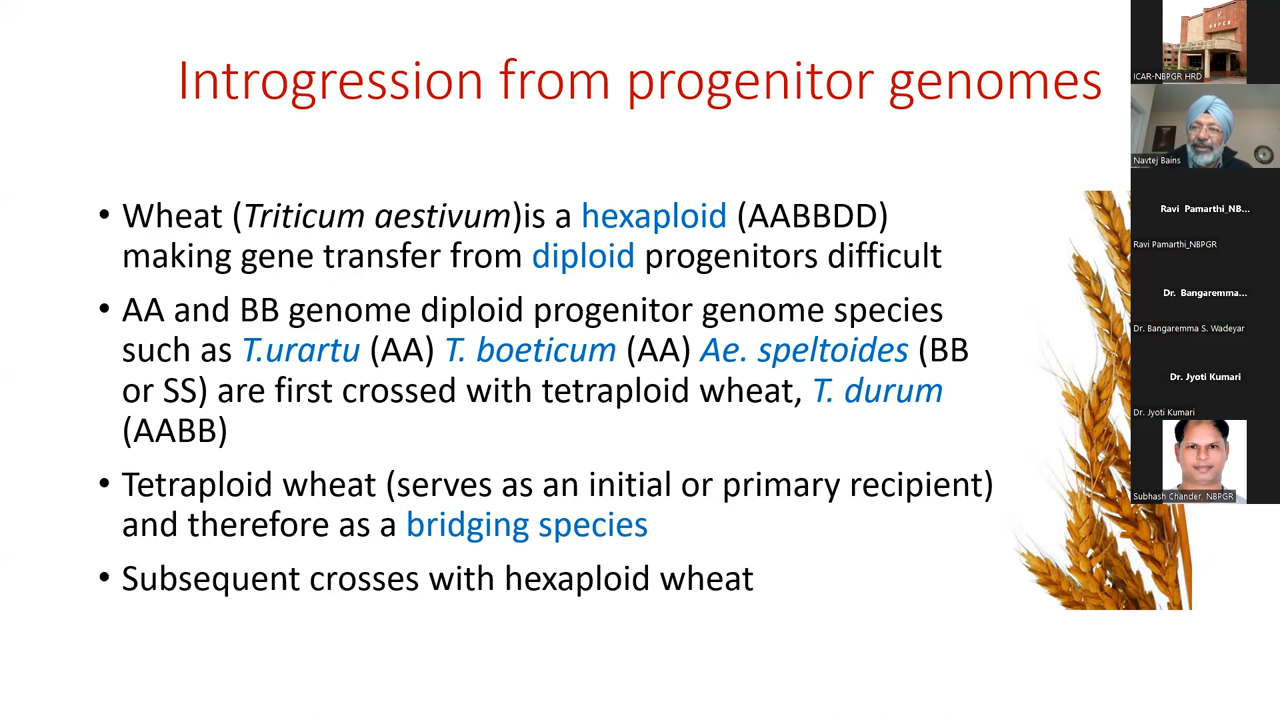 Introgression from progenitor genomes
• Wheat (Triticum aestivum)is a hexaploid (AABBDD)
making gene transfer from diploid progenitors difficult
• AA and BB genome diploid progenitor genome species
such as T.urartu (AA) T. boeticum (AA) Ae. speltoides (BB
or SS) are first crossed with tetraploid wheat, T. durum
(AABB)
• Tetraploid wheat (serves as an initial or primary recipient)
and therefore as a bridging species
• Subsequent crosses with hexaploid wheat
NBPGR
ICAR-NBPGR HRD
Navtej Bains
Ravi Pamarthi_NB...
Ravi Pamarthi_NBPGR
Dr. Bangaremma...
Dr. Bangaremma S. Wadeyar
Dr. Jyoti Kumari
Dr. Jyoti Kumari
Subhash Chander, NBPGR